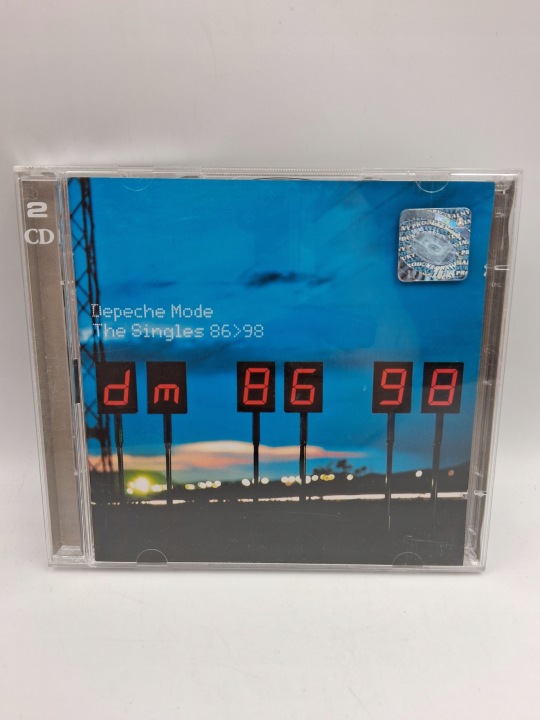 2
CD
Depeche Mode
The Singles 86>98
dm 86 98